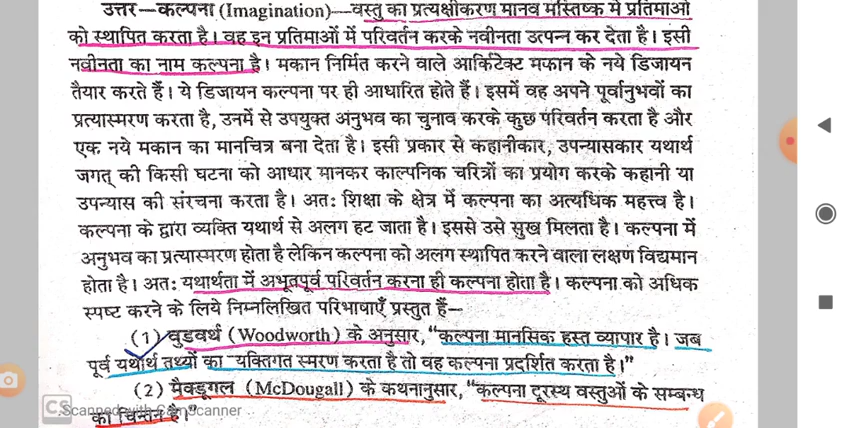 उत्तर—कल्पना (Imagination)—वस्तु का प्रत्यक्षीकरण मानव मस्तिष्क में प्रतिमाओं
को स्थापित करता है। वह इन प्रतिमाओं में परिवर्तन करके नवीनता उत्पन्न कर देता है। इसी
नवीनता का नाम कल्पना है। मकान निर्मित करने वाले आर्किटेक्ट मकान के नये डिजायन
तैयार करते हैं। ये डिजायन कल्पना पर ही आधारित होते हैं। इसमें वह अपने पूर्वानुभवों का
प्रत्यास्मरण करता है, उनमें से उपयुक्त अनुभव का चुनाव करके कुछ परिवर्तन करता है और
एक नये मकान का मानचित्र बना देता है। इसी प्रकार से कहानीकार, उपन्यासकार यथार्थ
जगत् की किसी घटना को आधार मानकर काल्पनिक चरित्रों का प्रयोग करके कहानी या
उपन्यास की संरचना करता है। अतः शिक्षा के क्षेत्र में कल्पना का अत्यधिक महत्त्व है।
कल्पना के द्वारा व्यक्ति यथार्थ से अलग हट जाता है। इससे उसे सुख मिलता है। कल्पना में
अनुभव का प्रत्यास्मरण होता है लेकिन कल्पना को अलग स्थापित करने वाला लक्षण विद्यमान
होता है। अतः यथार्थता में अभूतपूर्व परिवर्तन करना ही कल्पना होता है। कल्पना को अधिक
स्पष्ट करने के लिये निम्नलिखित परिभाषाएँ प्रस्तुत हैं—
(1) वुडवर्थ (Woodworth) के अनुसार, “कल्पना मानसिक हस्त व्यापार है। जब
पूर्व यथार्थ तथ्यों का व्यक्तिगत स्मरण करता है तो वह कल्पना प्रदर्शित करता है।”
(2) मैक्डूगल (McDougall) के कथनानुसार, “कल्पना दूरस्थ वस्तुओं के सम्बन्ध
का चिन्तन है।”
CS Scanned with CamScanner